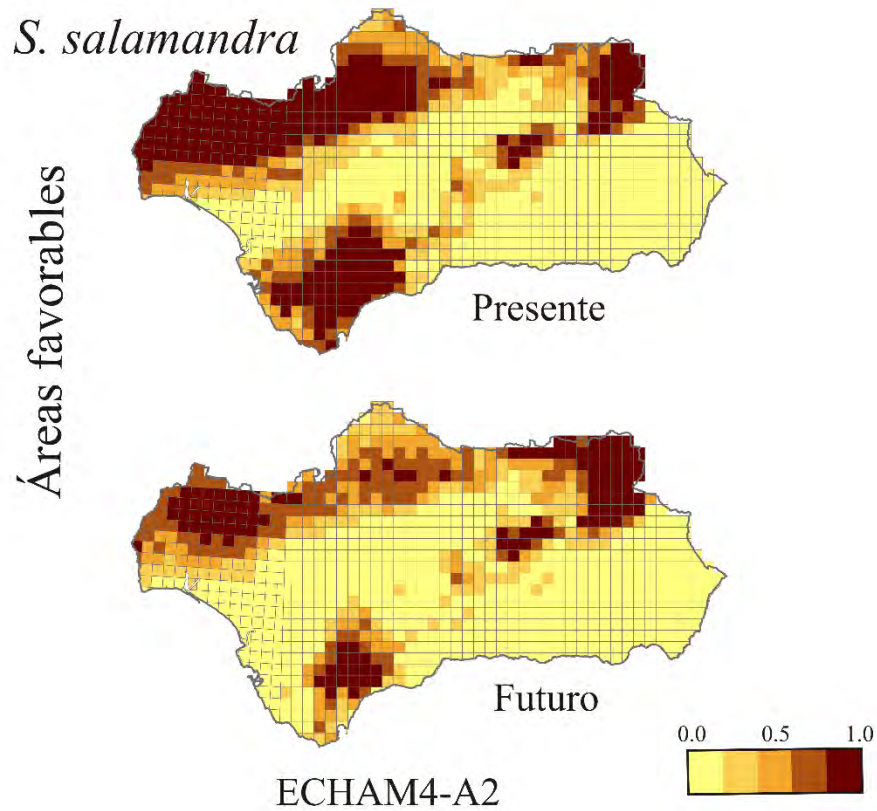 S. salamandra
Áreas favorables
Presente
Futuro
0.0 0.5 1.0
ECHAM4-A2